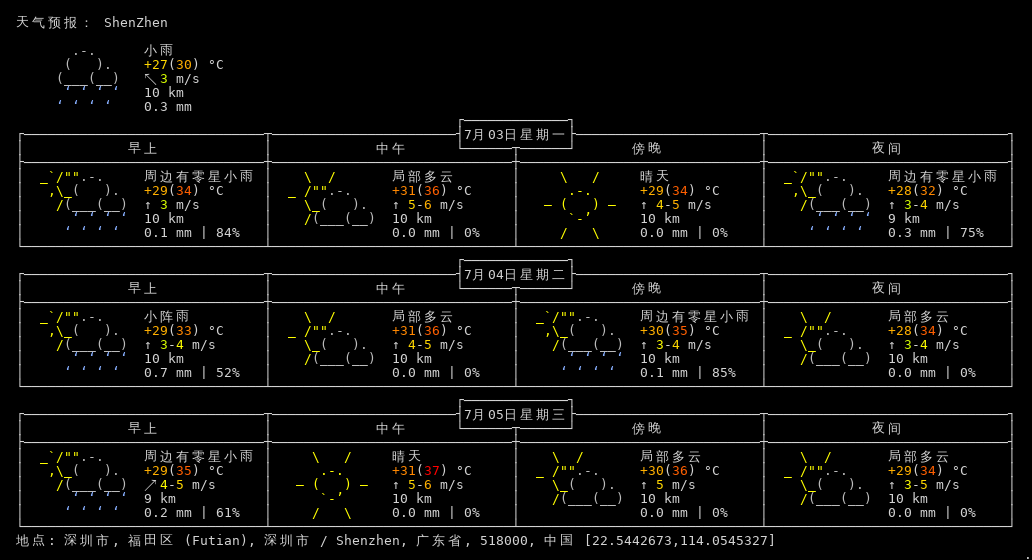 天气预报： ShenZhen
小雨
+27(30) °C
↖3 m/s
10 km
0.3 mm
7月03日星期一
早上 中午 傍晚 夜间
周边有零星小雨 局部多云 晴天 周边有零星小雨
+29(34) °C +31(36) °C +29(34) °C +28(32) °C
↑ 3 m/s ↑ 5-6 m/s ↑ 4-5 m/s ↑ 3-4 m/s
10 km 10 km 10 km 9 km
0.1 mm | 84% 0.0 mm | 0% 0.0 mm | 0% 0.3 mm | 75%
7月04日星期二
早上 中午 傍晚 夜间
小阵雨 局部多云 周边有零星小雨 局部多云
+29(33) °C +31(36) °C +30(35) °C +28(34) °C
↑ 3-4 m/s ↑ 4-5 m/s ↑ 3-4 m/s ↑ 3-4 m/s
10 km 10 km 10 km 10 km
0.7 mm | 52% 0.0 mm | 0% 0.1 mm | 85% 0.0 mm | 0%
7月05日星期三
早上 中午 傍晚 夜间
周边有零星小雨 晴天 局部多云 局部多云
+29(35) °C +31(37) °C +30(36) °C +29(34) °C
↗4-5 m/s ↑ 5-6 m/s ↑ 5 m/s ↑ 3-5 m/s
9 km 10 km 10 km 10 km
0.2 mm | 61% 0.0 mm | 0% 0.0 mm | 0% 0.0 mm | 0%
地点: 深圳市, 福田区 (Futian), 深圳市 / Shenzhen, 广东省, 518000, 中国 [22.5442673,114.0545327]